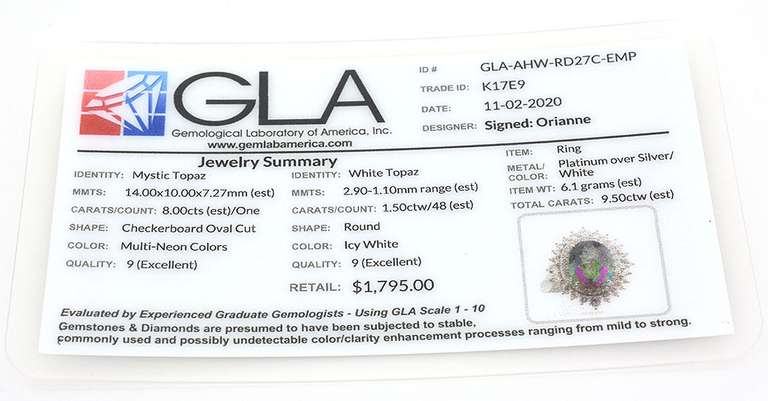 GLA
Gemological Laboratory of America, Inc.
www.gemlabamerica.com
ID # GLA-AHW-RD27C-EMP
TRADE ID: K17E9
DATE: 11-02-2020
DESIGNER: Signed: Orianne
Jewelry Summary
IDENTITY: Mystic Topaz
MMTS: 14.00x10.00x7.27mm (est)
CARATS/COUNT: 8.00cts (est)/One
SHAPE: Checkerboard Oval Cut
COLOR: Multi-Neon Colors
QUALITY: 9 (Excellent)
IDENTITY: White Topaz
MMTS: 2.90-1.10mm range (est)
CARATS/COUNT: 1.50ctw/48 (est)
SHAPE: Round
COLOR: Icy White
QUALITY: 9 (Excellent)
RETAIL: $1,795.00
ITEM: Ring
METAL/ Platinum over Silver/
COLOR: White
ITEM WT: 6.1 grams (est)
TOTAL CARATS: 9.50ctw (est)
Evaluated by Experienced Graduate Gemologists - Using GLA Scale 1 - 10
Gemstones & Diamonds are presumed to have been subjected to stable,
commonly used and possibly undetectable color/clarity enhancement processes ranging from mild to strong.